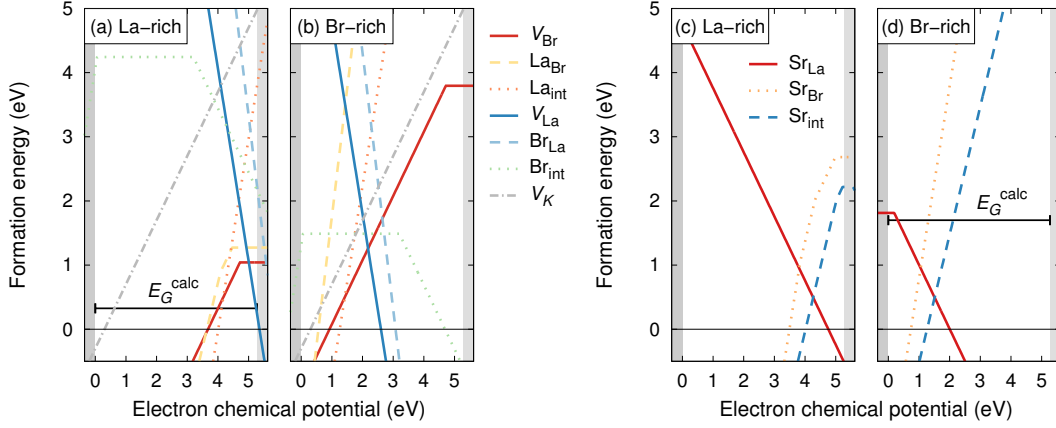 (a) La−rich
(b) Br−rich
(c) La−rich
(d) Br−rich
V_Br
La_Br
La_int
V_La
Br_La
Br_int
V_K
Sr_La
Sr_Br
Sr_int
E_G^calc
E_G^calc
Formation energy (eV)
5
4
3
2
1
0
0 1 2 3 4 5
0 1 2 3 4 5
Electron chemical potential (eV)
Formation energy (eV)
5
4
3
2
1
0
0 1 2 3 4 5
0 1 2 3 4 5
Electron chemical potential (eV)